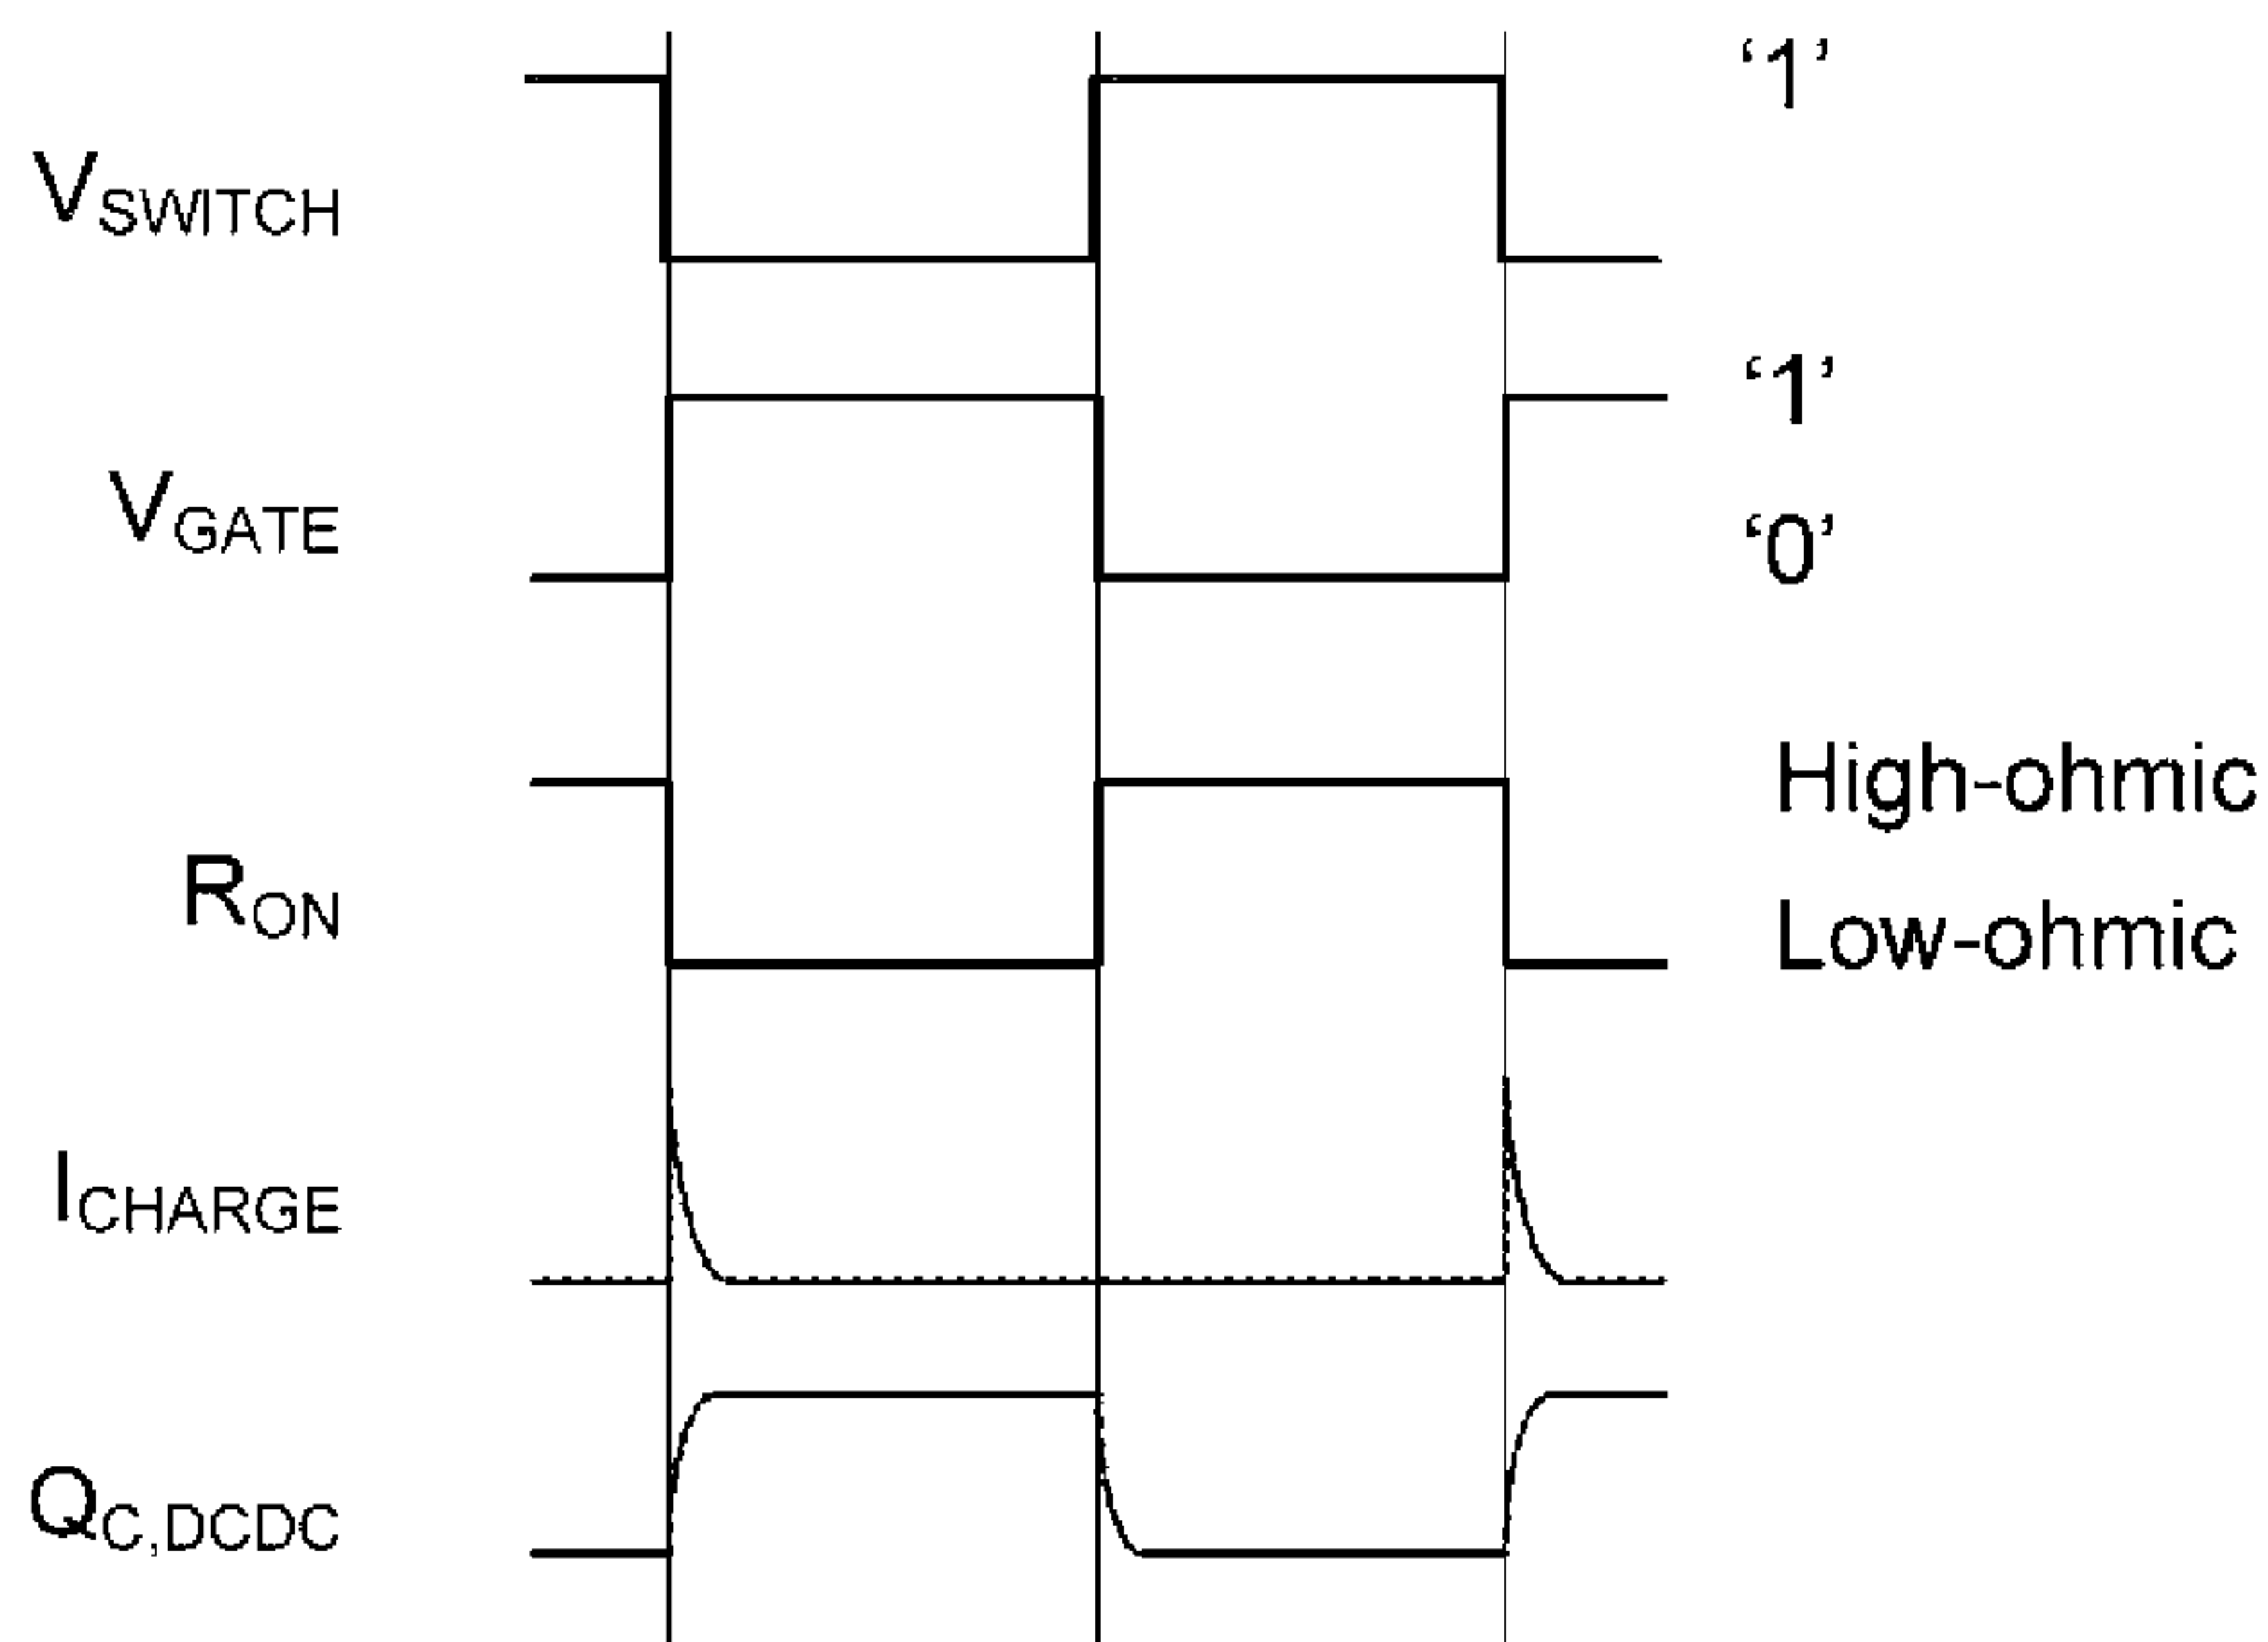 ‘1’
VSWITCH
‘1’
VGATE
‘0’
High-ohmic
RON
Low-ohmic
ICHARGE
QC,DCDC